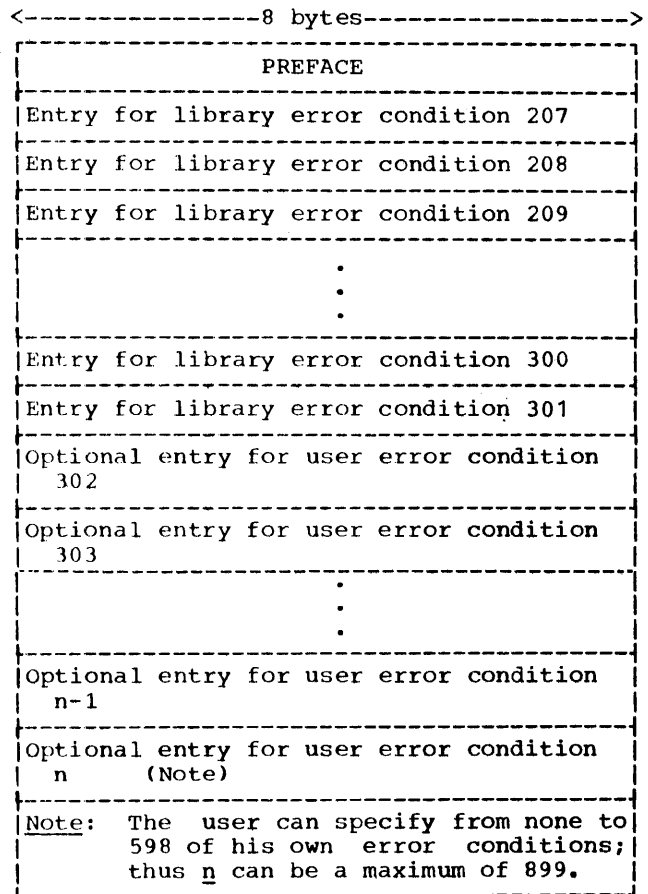 <---------------8 bytes----------------->
PREFACE
Entry for library error condition 207
Entry for library error condition 208
Entry for library error condition 209
.
.
.
Entry for library error condition 300
Entry for library error condition 301
Optional entry for user error condition
302
Optional entry for user error condition
303
.
.
.
Optional entry for user error condition
n-1
Optional entry for user error condition
n (Note)
Note: The user can specify from none to
598 of his own error conditions;
thus n can be a maximum of 899.